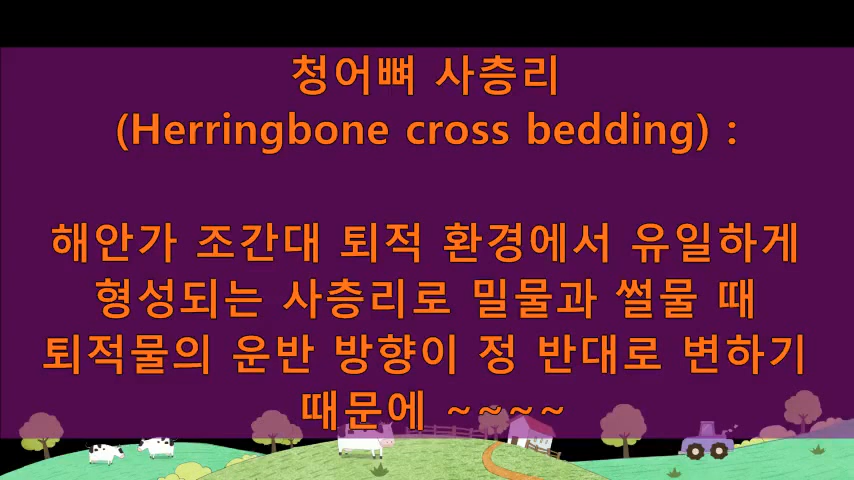 청어뼈 사층리
(Herringbone cross bedding) :
해안가 조간대 퇴적 환경에서 유일하게
형성되는 사층리로 밀물과 썰물 때
퇴적물의 운반 방향이 정 반대로 변하기
때문에 ~~~~